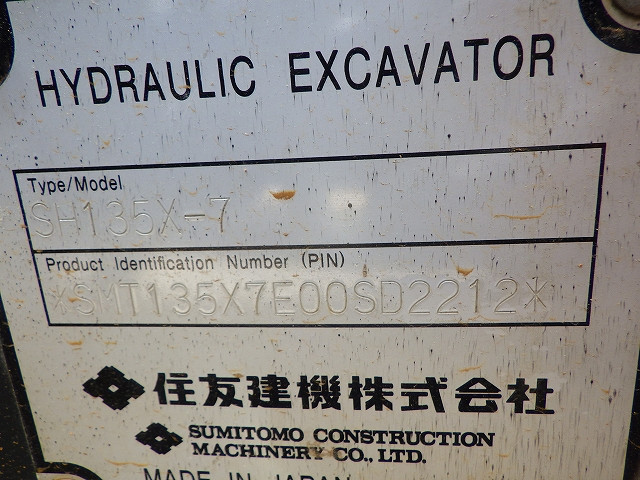 HYDRAULIC EXCAVATOR
Type/Model
SH135X-7
Product Identification Number (PIN)
*SMT135X7E00SD2212*
住友建機株式会社
SUMITOMO CONSTRUCTION
MACHINERY CO., LTD.
MADE IN JAPAN